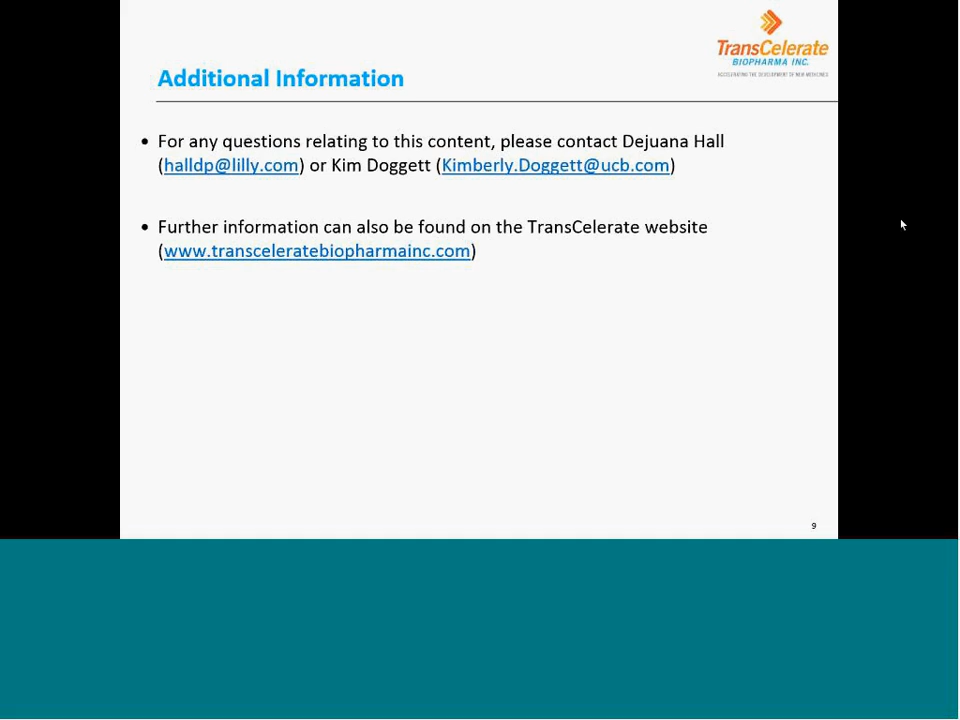 TransCelerate
BIOPHARMA INC.
ACCELERATING THE DEVELOPMENT OF NEW MEDICINES
Additional Information
• For any questions relating to this content, please contact Dejuana Hall
(halldp@lilly.com) or Kim Doggett (Kimberly.Doggett@ucb.com)
• Further information can also be found on the TransCelerate website
(www.transceleratebiopharmainc.com)
9